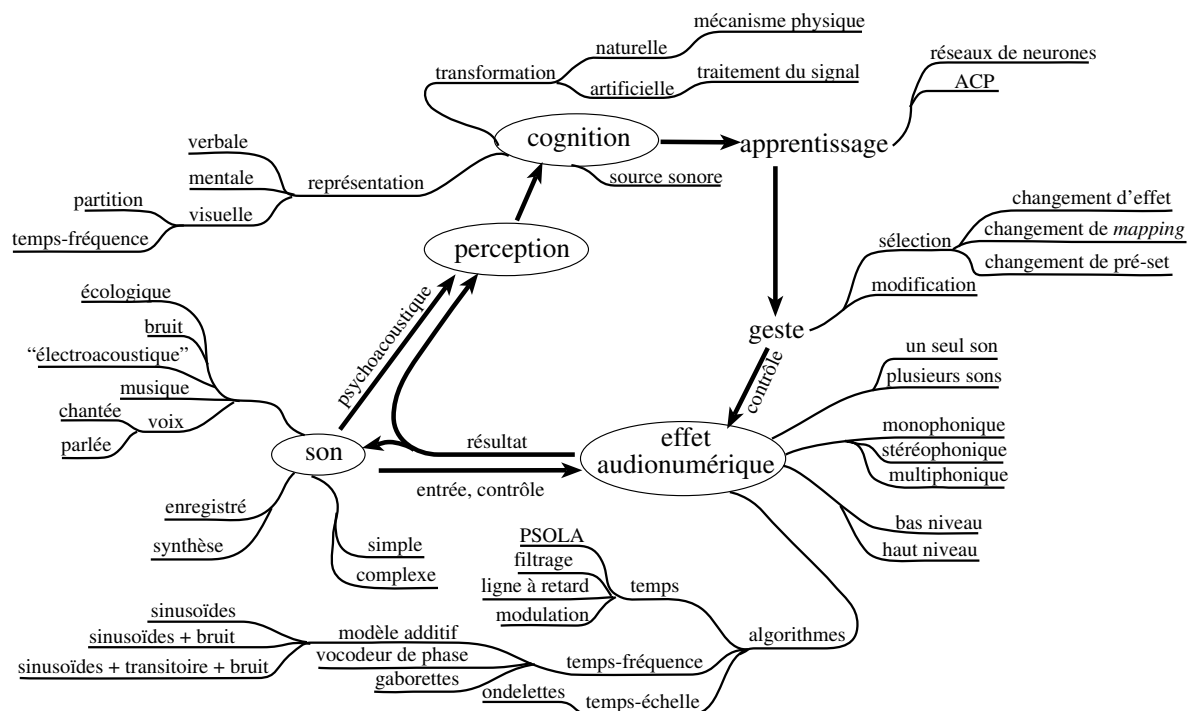 mécanisme physique
naturelle
transformation
artificielle
traitement du signal
réseaux de neurones
ACP
cognition
apprentissage
source sonore
verbale
mentale
représentation
partition
visuelle
temps-fréquence
perception
changement d'effet
sélection
changement de mapping
changement de pré-set
modification
geste
contrôle
écologique
bruit
“électroacoustique”
musique
chantée
voix
parlée
psychoacoustique
son
résultat
entrée, contrôle
effet
audionumérique
un seul son
plusieurs sons
monophonique
stéréophonique
multiphonique
bas niveau
haut niveau
enregistré
synthèse
simple
complexe
PSOLA
filtrage
ligne à retard
modulation
temps
algorithmes
sinusoïdes
sinusoïdes + bruit
sinusoïdes + transitoire + bruit
modèle additif
vocodeur de phase
gaborettes
temps-fréquence
ondelettes
temps-échelle